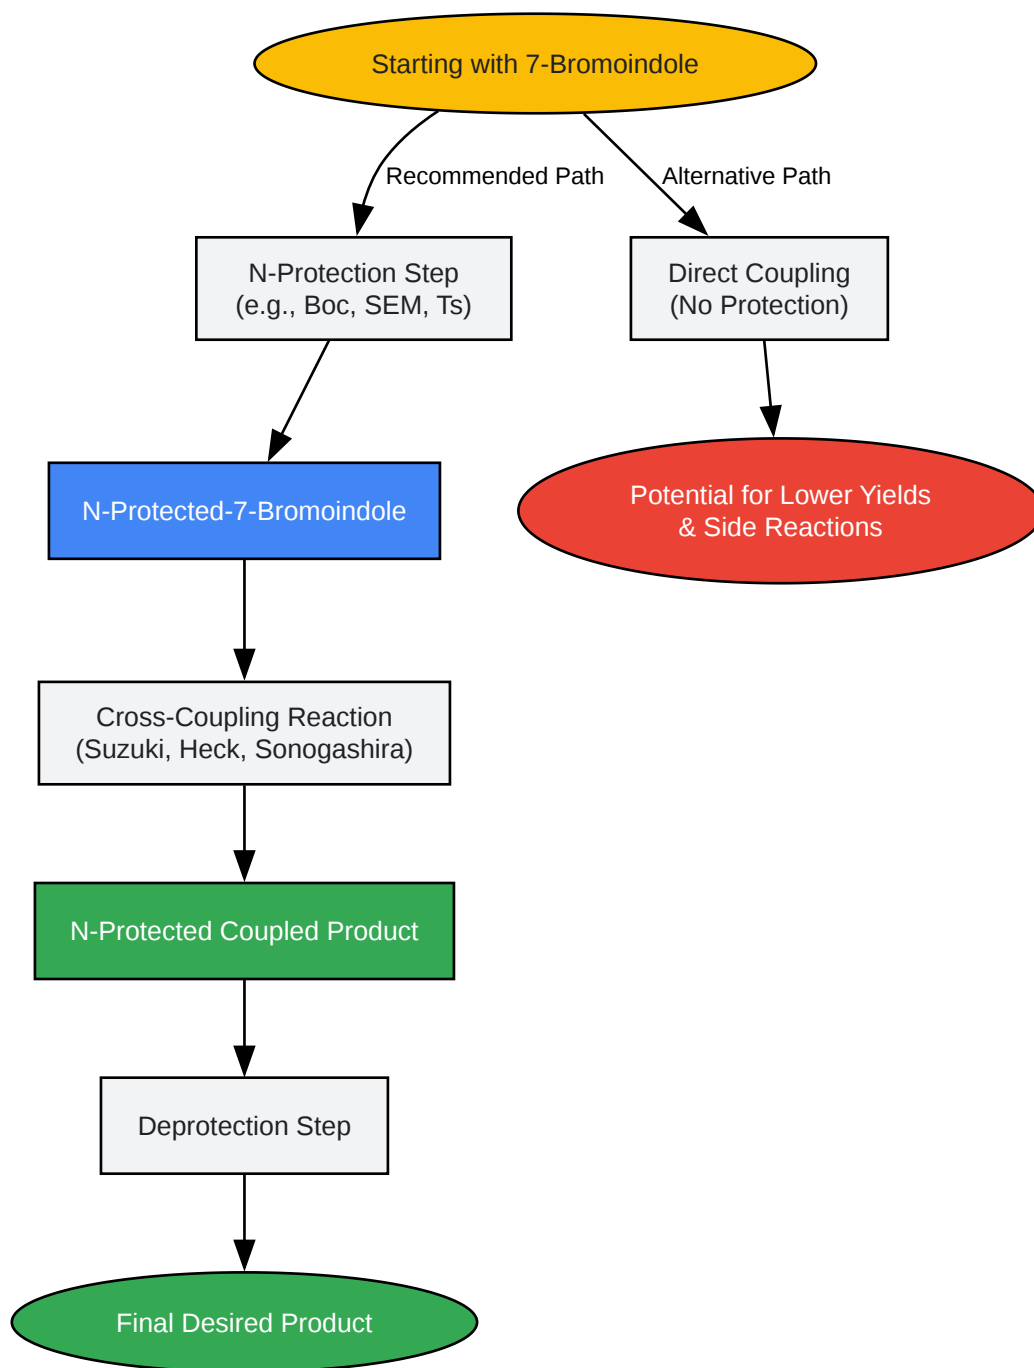 Starting with 7-Bromoindole
Recommended Path
Alternative Path
N-Protection Step
(e.g., Boc, SEM, Ts)
Direct Coupling
(No Protection)
N-Protected-7-Bromoindole
Potential for Lower Yields
& Side Reactions
Cross-Coupling Reaction
(Suzuki, Heck, Sonogashira)
N-Protected Coupled Product
Deprotection Step
Final Desired Product